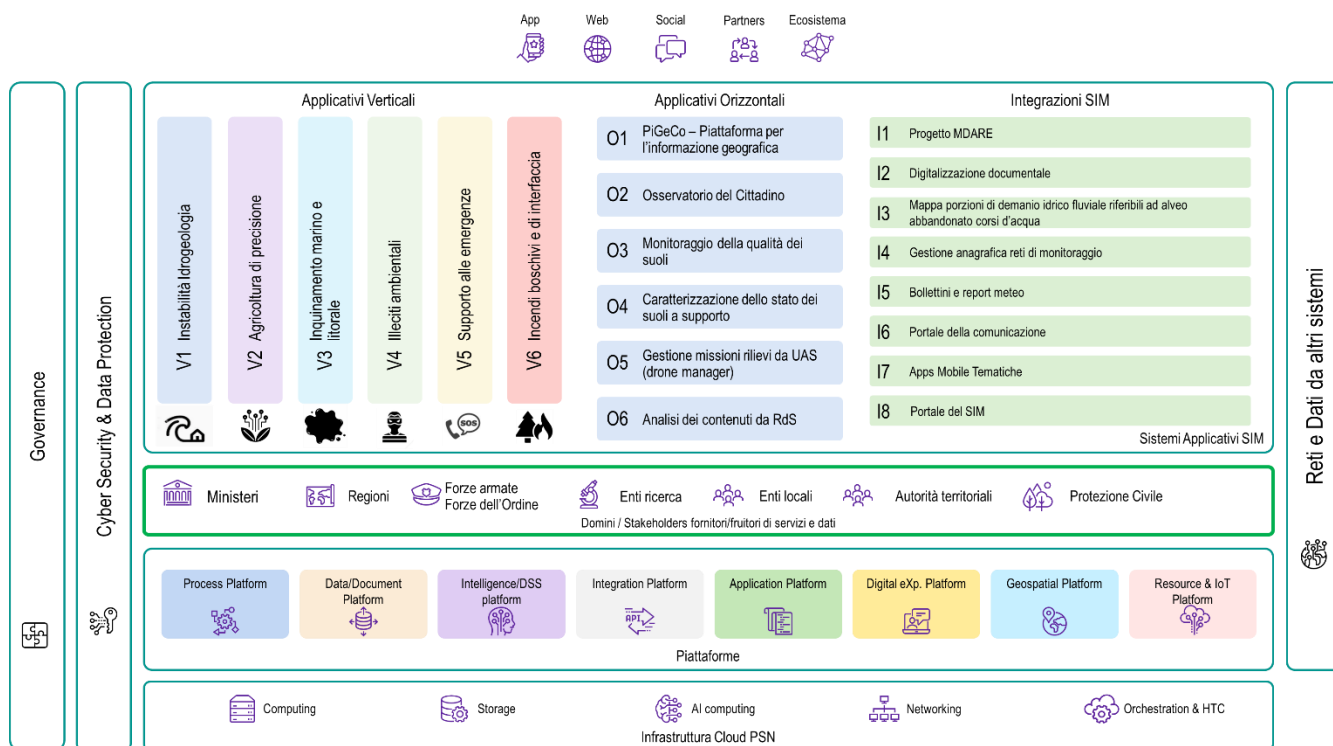 App
Web
Social
Partners
Ecosistema
Governance
Cyber Security & Data Protection
Applicativi Verticali
V1 Instabilità Idrogeologia
V2 Agricoltura di precisione
V3 Inquinamento marino e
litorale
V4 Illeciti ambientali
V5 Supporto alle emergenze
V6 Incendi boschivi e di interfaccia
SOS
Applicativi Orizzontali
O1 PiGeCo – Piattaforma per
l'informazione geografica
O2 Osservatorio del Cittadino
O3 Monitoraggio della qualità dei
suoli
O4 Caratterizzazione dello stato dei
suoli a supporto
O5 Gestione missioni rilievi da UAS
(drone manager)
O6 Analisi dei contenuti da RdS
Integrazioni SIM
I1 Progetto MDARE
I2 Digitalizzazione documentale
I3 Mappa porzioni di demanio idrico fluviale riferibili ad alveo
abbandonato corsi d'acqua
I4 Gestione anagrafica reti di monitoraggio
I5 Bollettini e report meteo
I6 Portale della comunicazione
I7 Apps Mobile Tematiche
I8 Portale del SIM
Sistemi Applicativi SIM
Reti e Dati da altri sistemi
Ministeri
Regioni
Forze armate
Forze dell'Ordine
Enti ricerca
Enti locali
Autorità territoriali
Protezione Civile
Domini / Stakeholders fornitori/fruitori di servizi e dati
Process Platform
Data/Document
Platform
Intelligence/DSS
platform
Integration Platform
API
Application Platform
Digital eXp. Platform
Geospatial Platform
Resource & IoT
Platform
Piattaforme
Computing
Storage
AI computing
Networking
Orchestration & HTC
Infrastruttura Cloud PSN